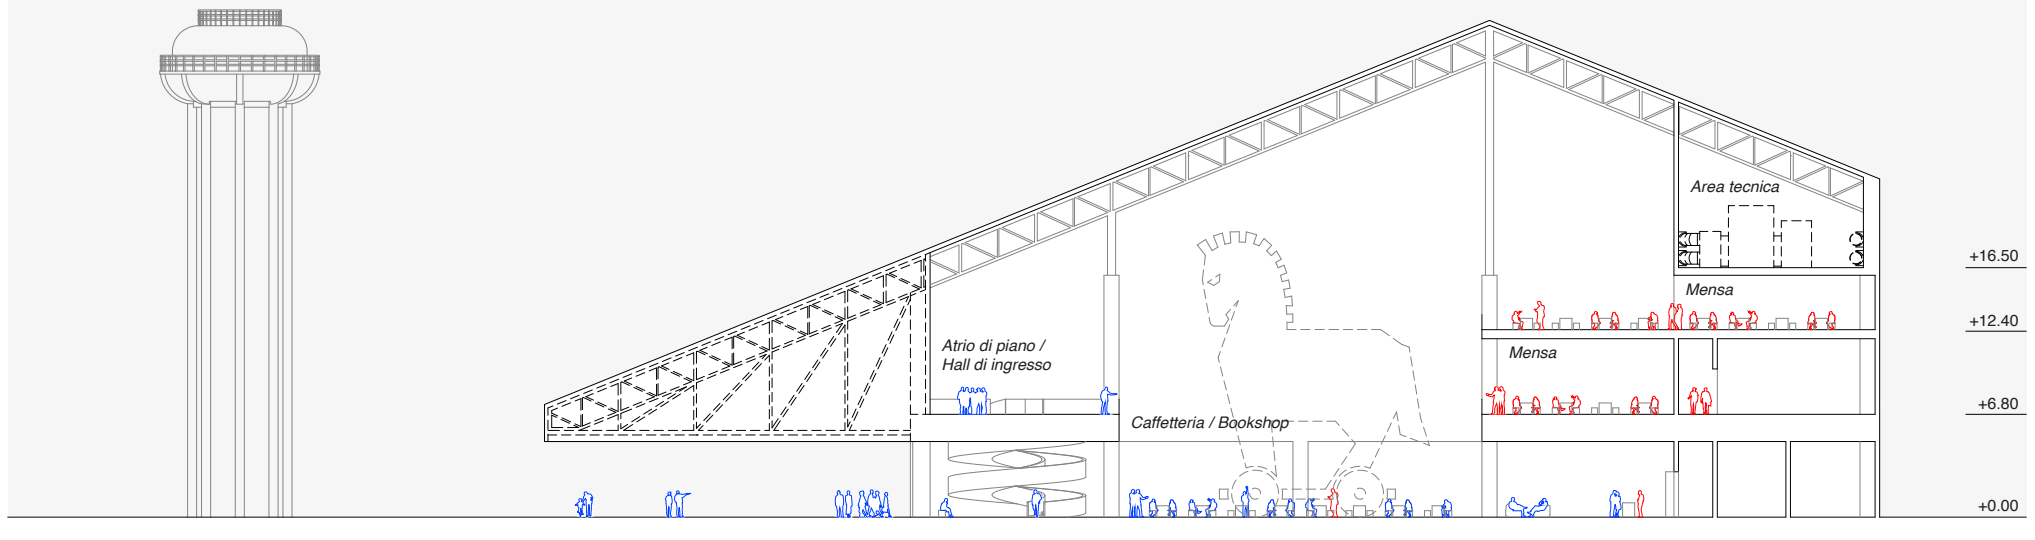 Area tecnica
+16.50
Mensa
+12.40
Atrio di piano /
Hall di ingresso
Mensa
+6.80
Caffetteria / Bookshop
+0.00